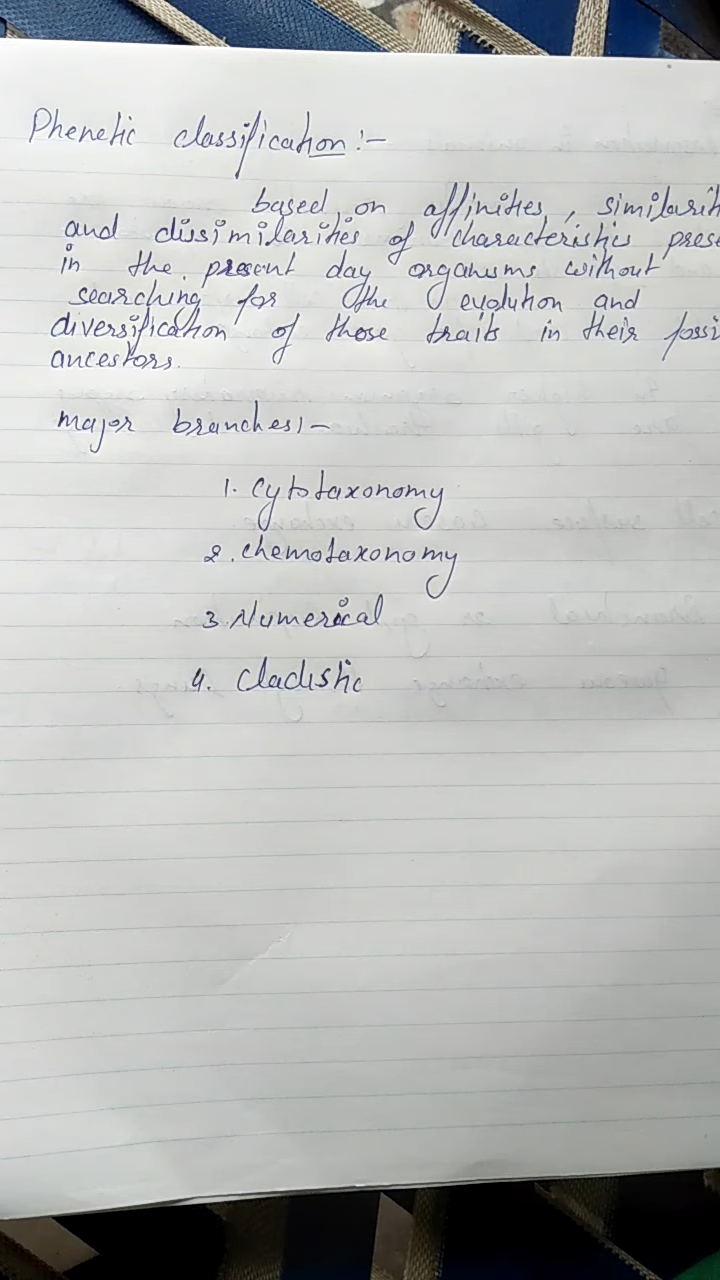 Phenetic classification :-
based on affinities, similarit
and dissimilarities of characteristics prese
in the present day organisms without
searching for the evolution and
diversification of those traits in their fossi
ancestors.
major branches:-
1. Cytotaxonomy
2. chemotaxonomy
3. Numerical
4. Cladistic